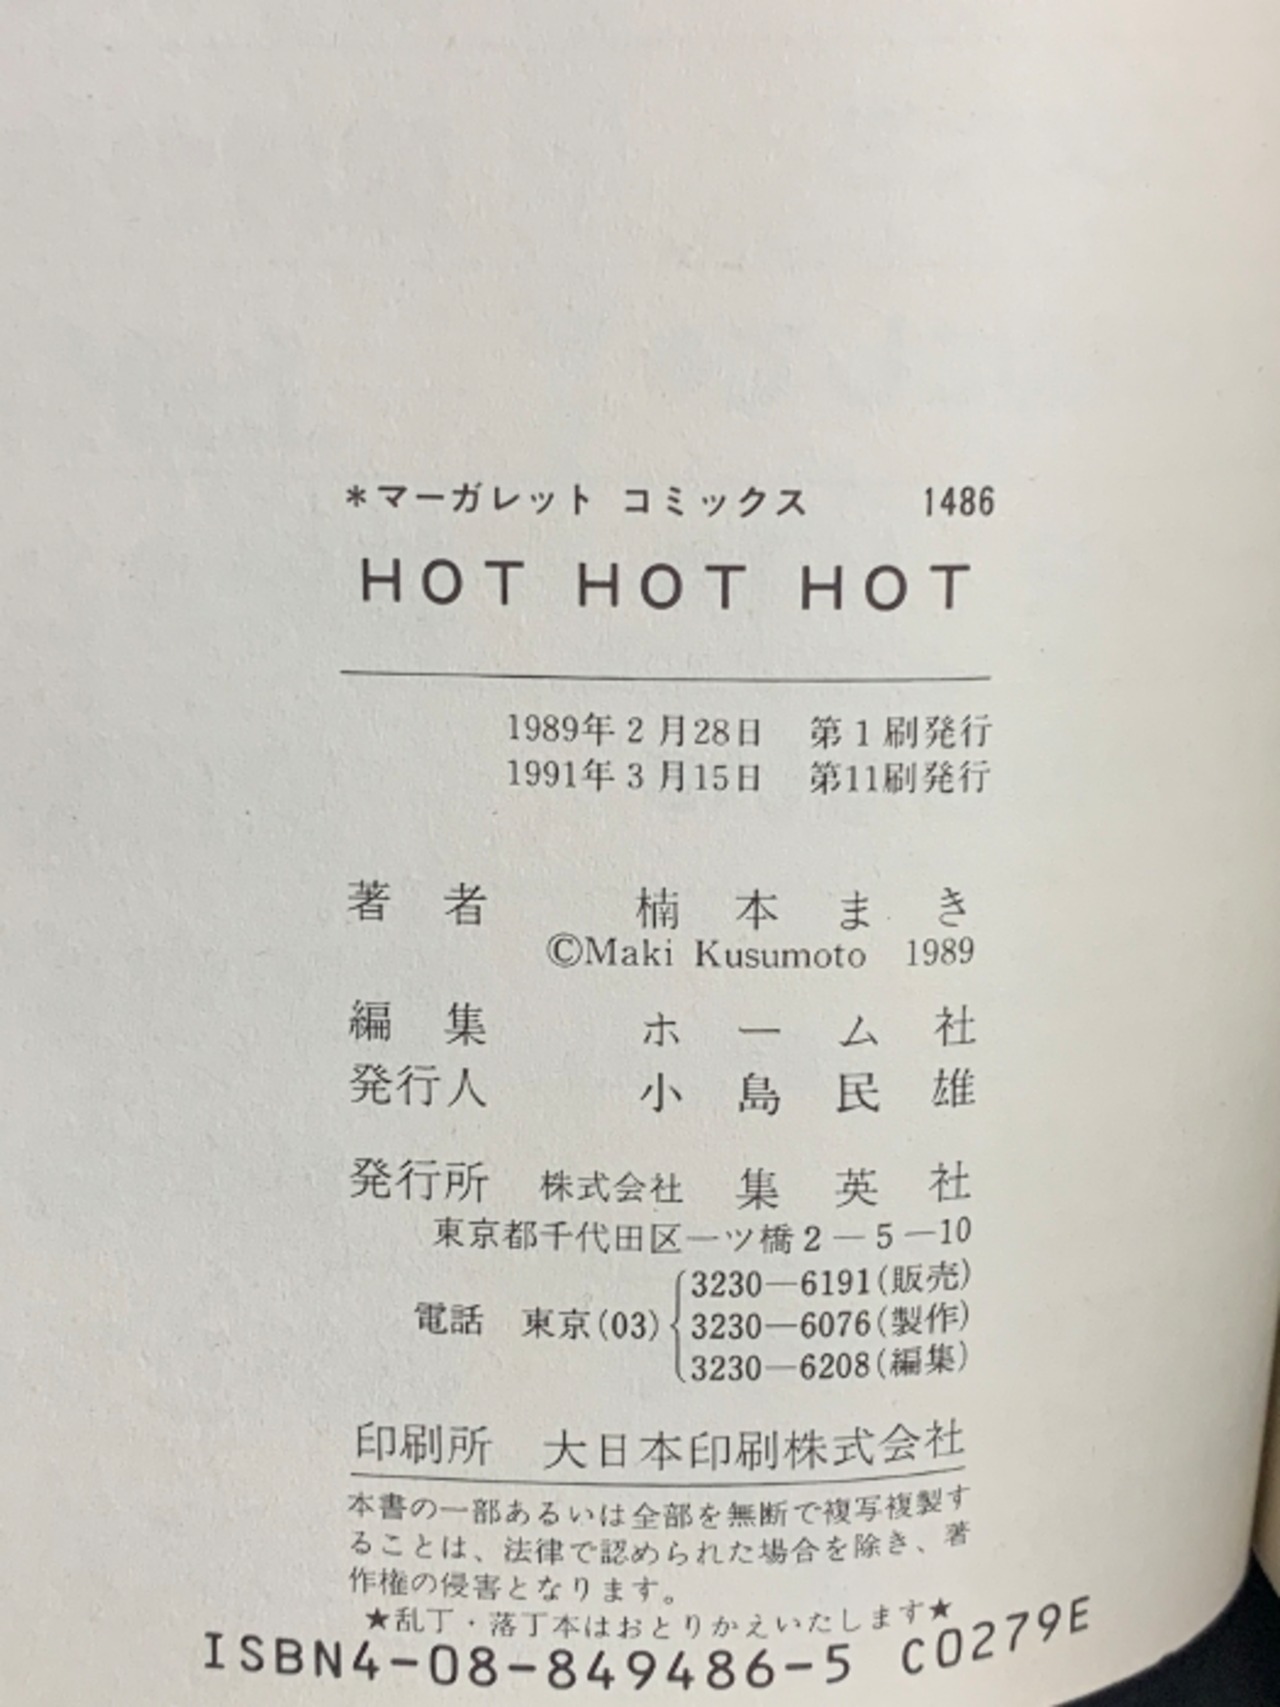 *マーガレット コミックス 1486
HOT HOT HOT
1989年2月28日 第1刷発行
1991年3月15日 第11刷発行
著者 楠本まき
©Maki Kusumoto 1989
編集 ホーム社
発行人 小島民雄
発行所 株式会社 集英社
東京都千代田区一ツ橋2―5―10
電話 東京(03) 3230―6191(販売)
3230―6076(製作)
3230―6208(編集)
印刷所 大日本印刷株式会社
本書の一部あるいは全部を無断で複写複製す
ることは、法律で認められた場合を除き、著
作権の侵害となります。
★乱丁・落丁本はおとりかえいたします★
ISBN4-08-849486-5 C0279E